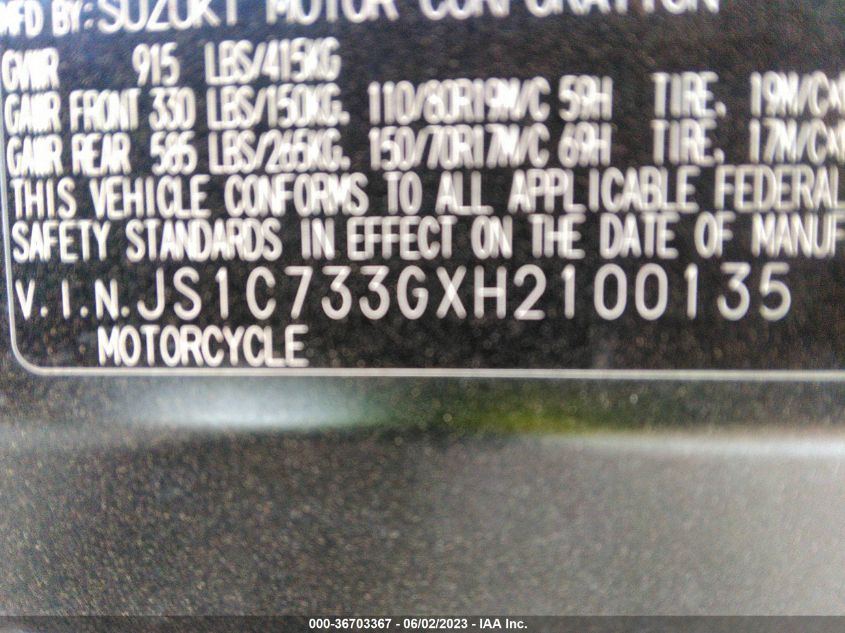 MFD BY: SUZUKI MOTOR CORPORATION
GVWR 915 LBS/415KG
GAWR FRONT 330 LBS/150KG. 110/80R19M/C 59H TIRE, 19M/CX
GAWR REAR 585 LBS/265KG. 150/70R17M/C 69H TIRE, 17M/CX
THIS VEHICLE CONFORMS TO ALL APPLICABLE FEDERAL
SAFETY STANDARDS IN EFFECT ON THE DATE OF MANUF
V.I.N. JS1C733GXH2100135
MOTORCYCLE
000-36703367 - 06/02/2023 - IAA Inc.